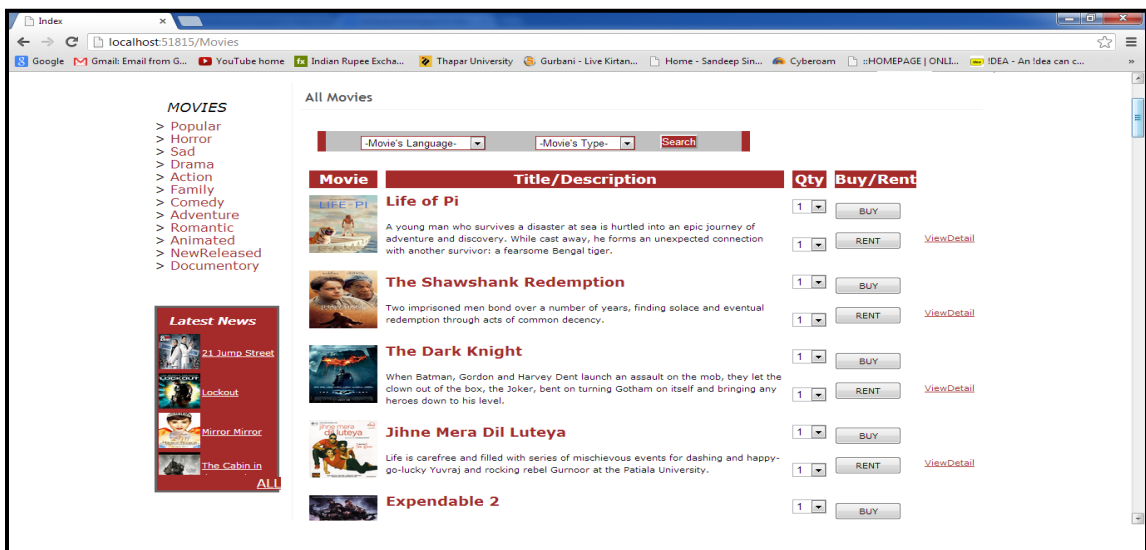 Index
localhost:51815/Movies
Google Gmail: Email from G... YouTube home Indian Rupee Excha... Thapar University Gurbani - Live Kirtan... Home - Sandeep Sin... Cyberoam ::HOMEPAGE | ONLI... !DEA - An !dea can c... »
MOVIES
> Popular
> Horror
> Sad
> Drama
> Action
> Family
> Comedy
> Adventure
> Romantic
> Animated
> NewReleased
> Documentory
Latest News
21 Jump Street
Lockout
Mirror Mirror
The Cabin in
ALL
All Movies
-Movie's Language- -Movie's Type- Search
Movie Title/Description Qty Buy/Rent
LIFE OF PI
Life of Pi
1 BUY
A young man who survives a disaster at sea is hurtled into an epic journey of
adventure and discovery. While cast away, he forms an unexpected connection
with another survivor: a fearsome Bengal tiger.
1 RENT ViewDetail
The Shawshank Redemption
1 BUY
Two imprisoned men bond over a number of years, finding solace and eventual
redemption through acts of common decency.
1 RENT ViewDetail
The Dark Knight
1 BUY
When Batman, Gordon and Harvey Dent launch an assault on the mob, they let the
clown out of the box, the Joker, bent on turning Gotham on itself and bringing any
heroes down to his level.
1 RENT ViewDetail
jihne mera
dil luteya
Jihne Mera Dil Luteya
1 BUY
Life is carefree and filled with series of mischievous events for dashing and happy-
go-lucky Yuvraj and rocking rebel Gurnoor at the Patiala University.
1 RENT ViewDetail
Expendable 2
1 BUY